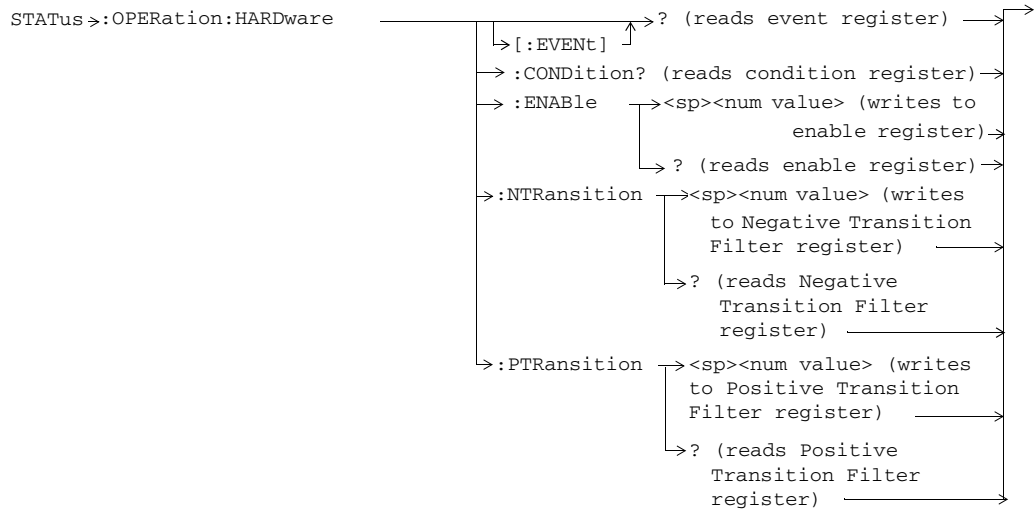 STATus :OPERation:HARDware ? (reads event register)
[:EVENt]
:CONDition? (reads condition register)
:ENABle <sp><num value> (writes to
enable register)
? (reads enable register)
:NTRansition <sp><num value> (writes
to Negative Transition
Filter register)
? (reads Negative
Transition Filter
register)
:PTRansition <sp><num value> (writes
to Positive Transition
Filter register)
? (reads Positive
Transition Filter
register)